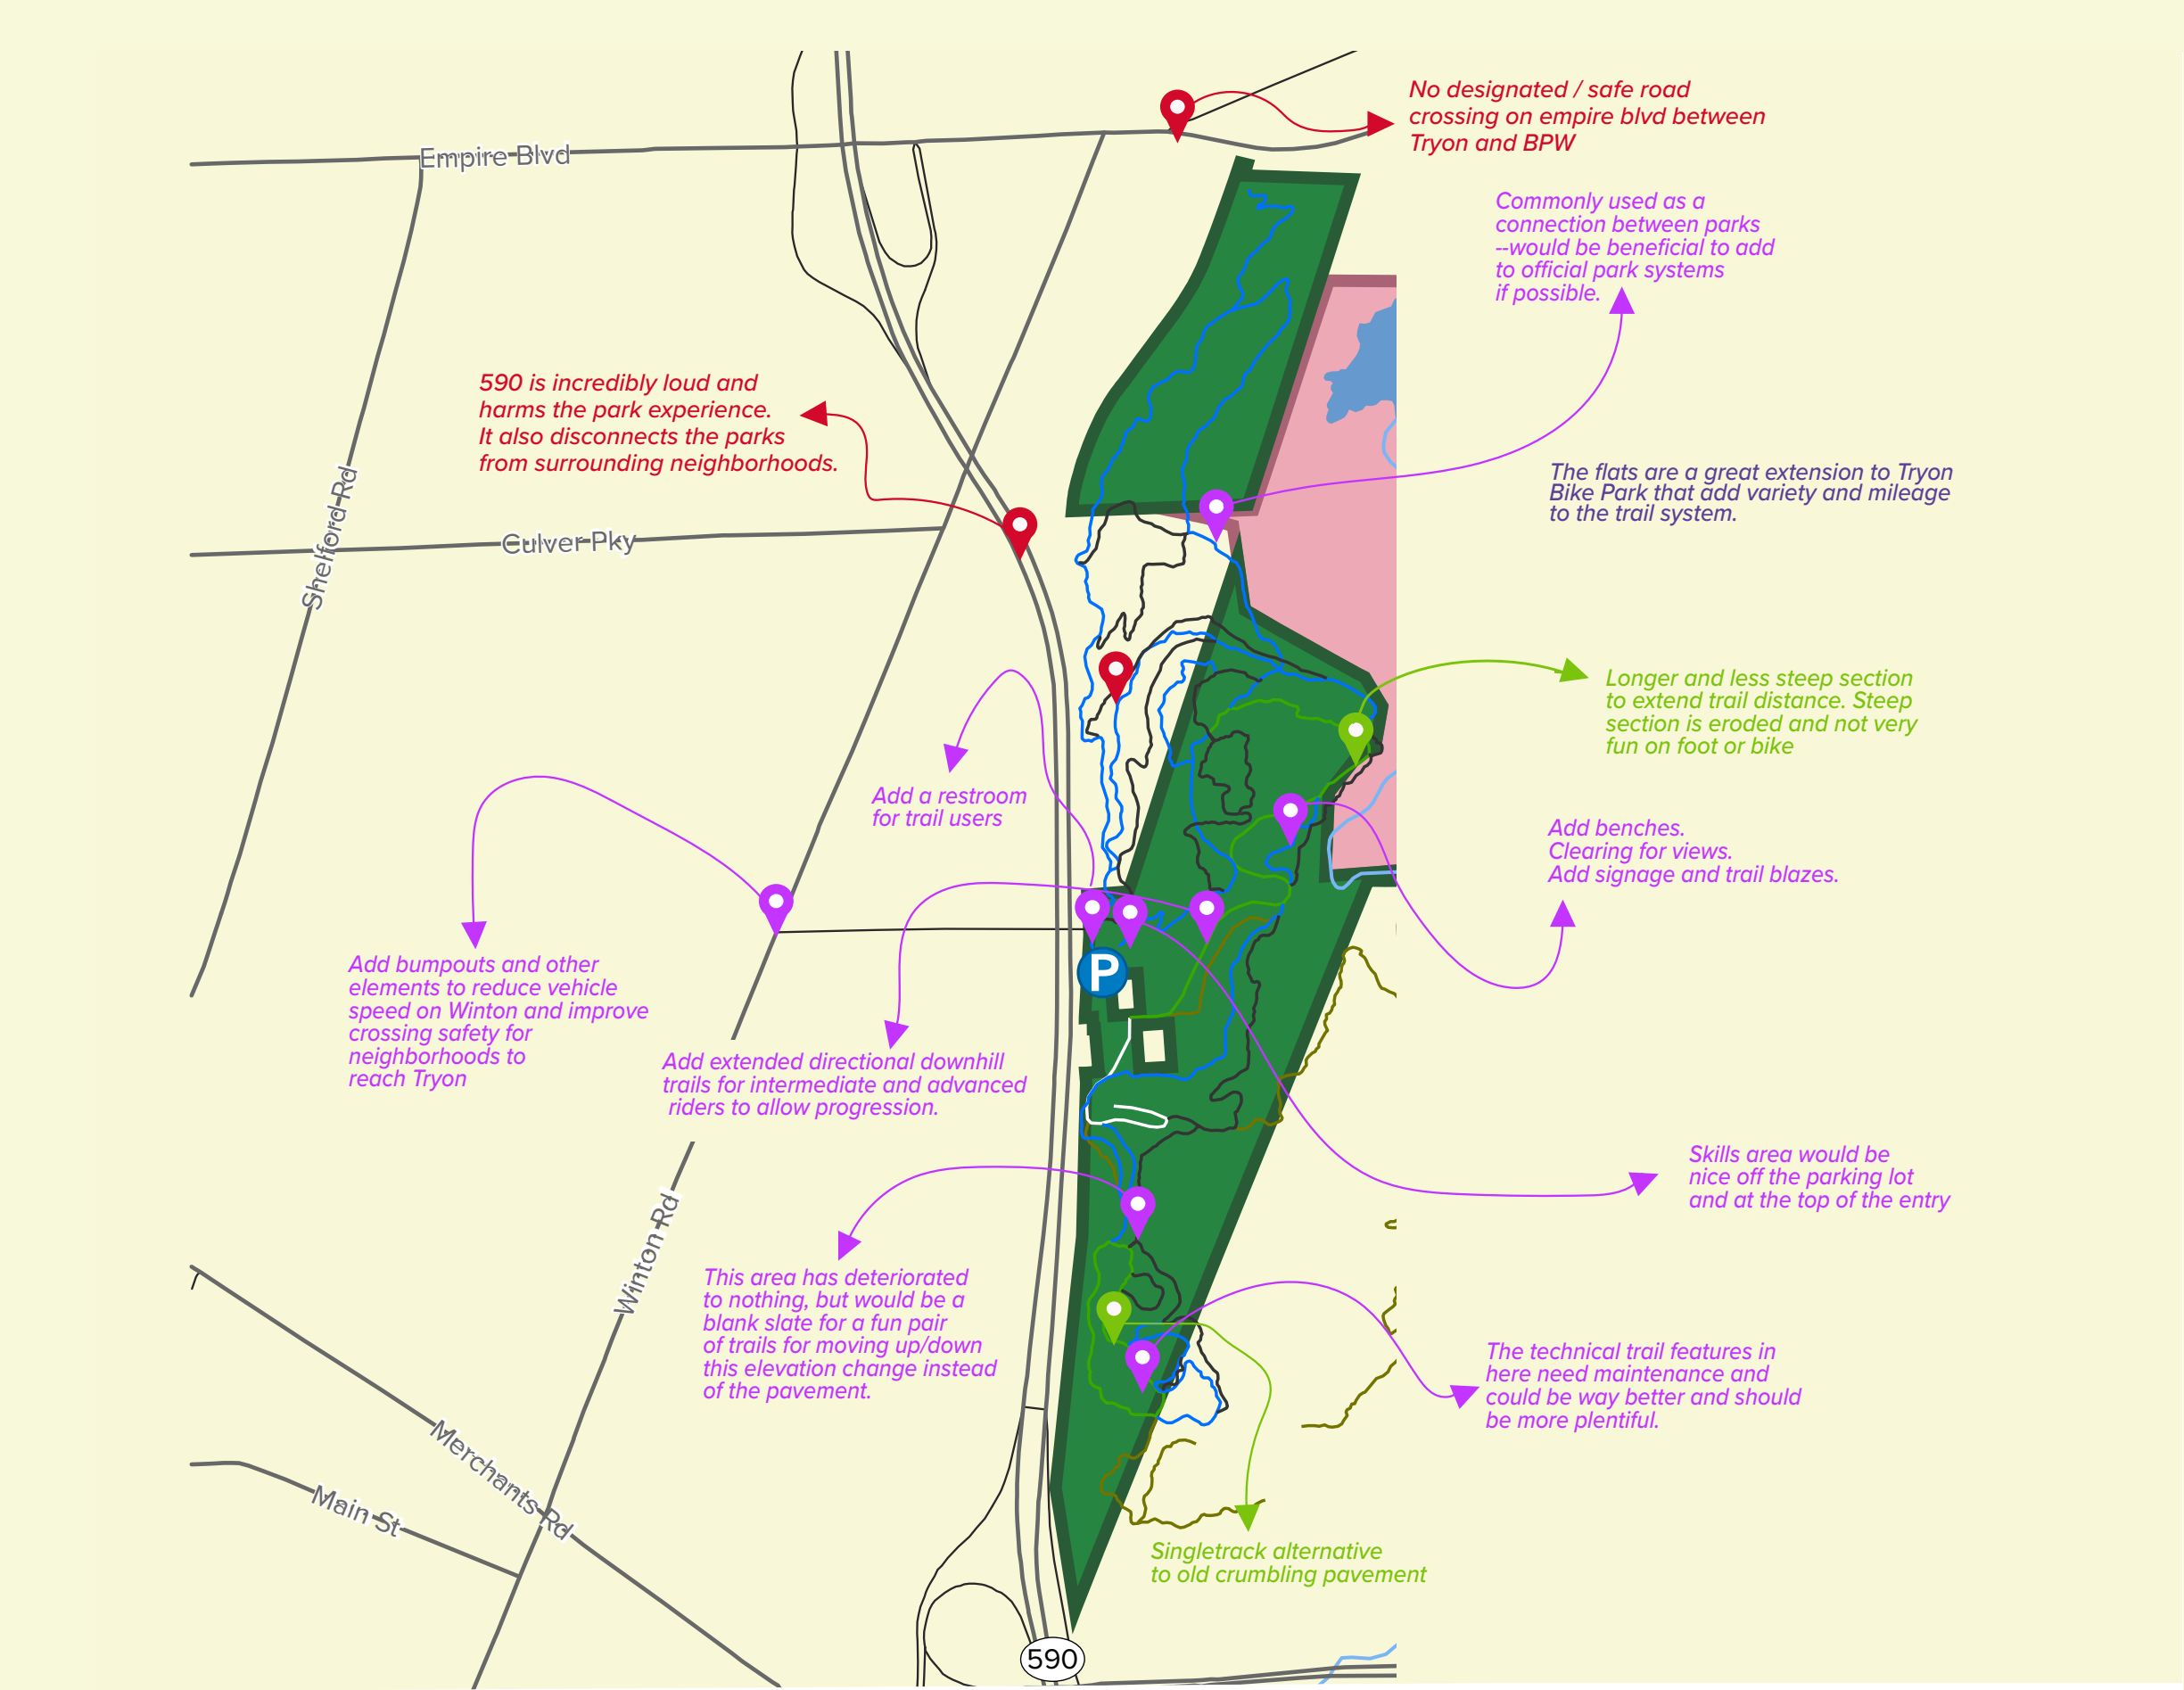 No designated / safe road
crossing on empire blvd between
Tryon and BPW
Empire Blvd
Commonly used as a
connection between parks
--would be beneficial to add
to official park systems
if possible.
590 is incredibly loud and
harms the park experience.
It also disconnects the parks
from surrounding neighborhoods.
The flats are a great extension to Tryon
Bike Park that add variety and mileage
to the trail system.
Shelford Rd
Culver Pky
Longer and less steep section
to extend trail distance. Steep
section is eroded and not very
fun on foot or bike
Add a restroom
for trail users
Add benches.
Clearing for views.
Add signage and trail blazes.
P
Add bumpouts and other
elements to reduce vehicle
speed on Winton and improve
crossing safety for
neighborhoods to
reach Tryon
Add extended directional downhill
trails for intermediate and advanced
riders to allow progression.
Skills area would be
nice off the parking lot
and at the top of the entry
Winton Rd
This area has deteriorated
to nothing, but would be a
blank slate for a fun pair
of trails for moving up/down
this elevation change instead
of the pavement.
The technical trail features in
here need maintenance and
could be way better and should
be more plentiful.
Merchants Rd
Main St
Singletrack alternative
to old crumbling pavement
590